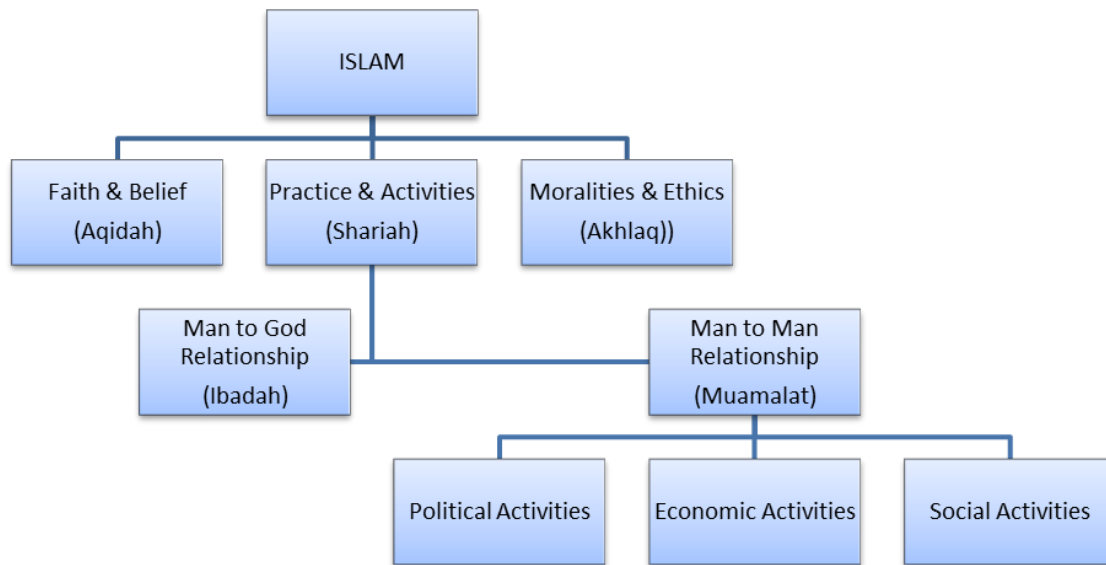 ISLAM
Faith & Belief
(Aqidah)
Practice & Activities
(Shariah)
Moralities & Ethics
(Akhlaq))
Man to God
Relationship
(Ibadah)
Man to Man
Relationship
(Muamalat)
Political Activities
Economic Activities
Social Activities